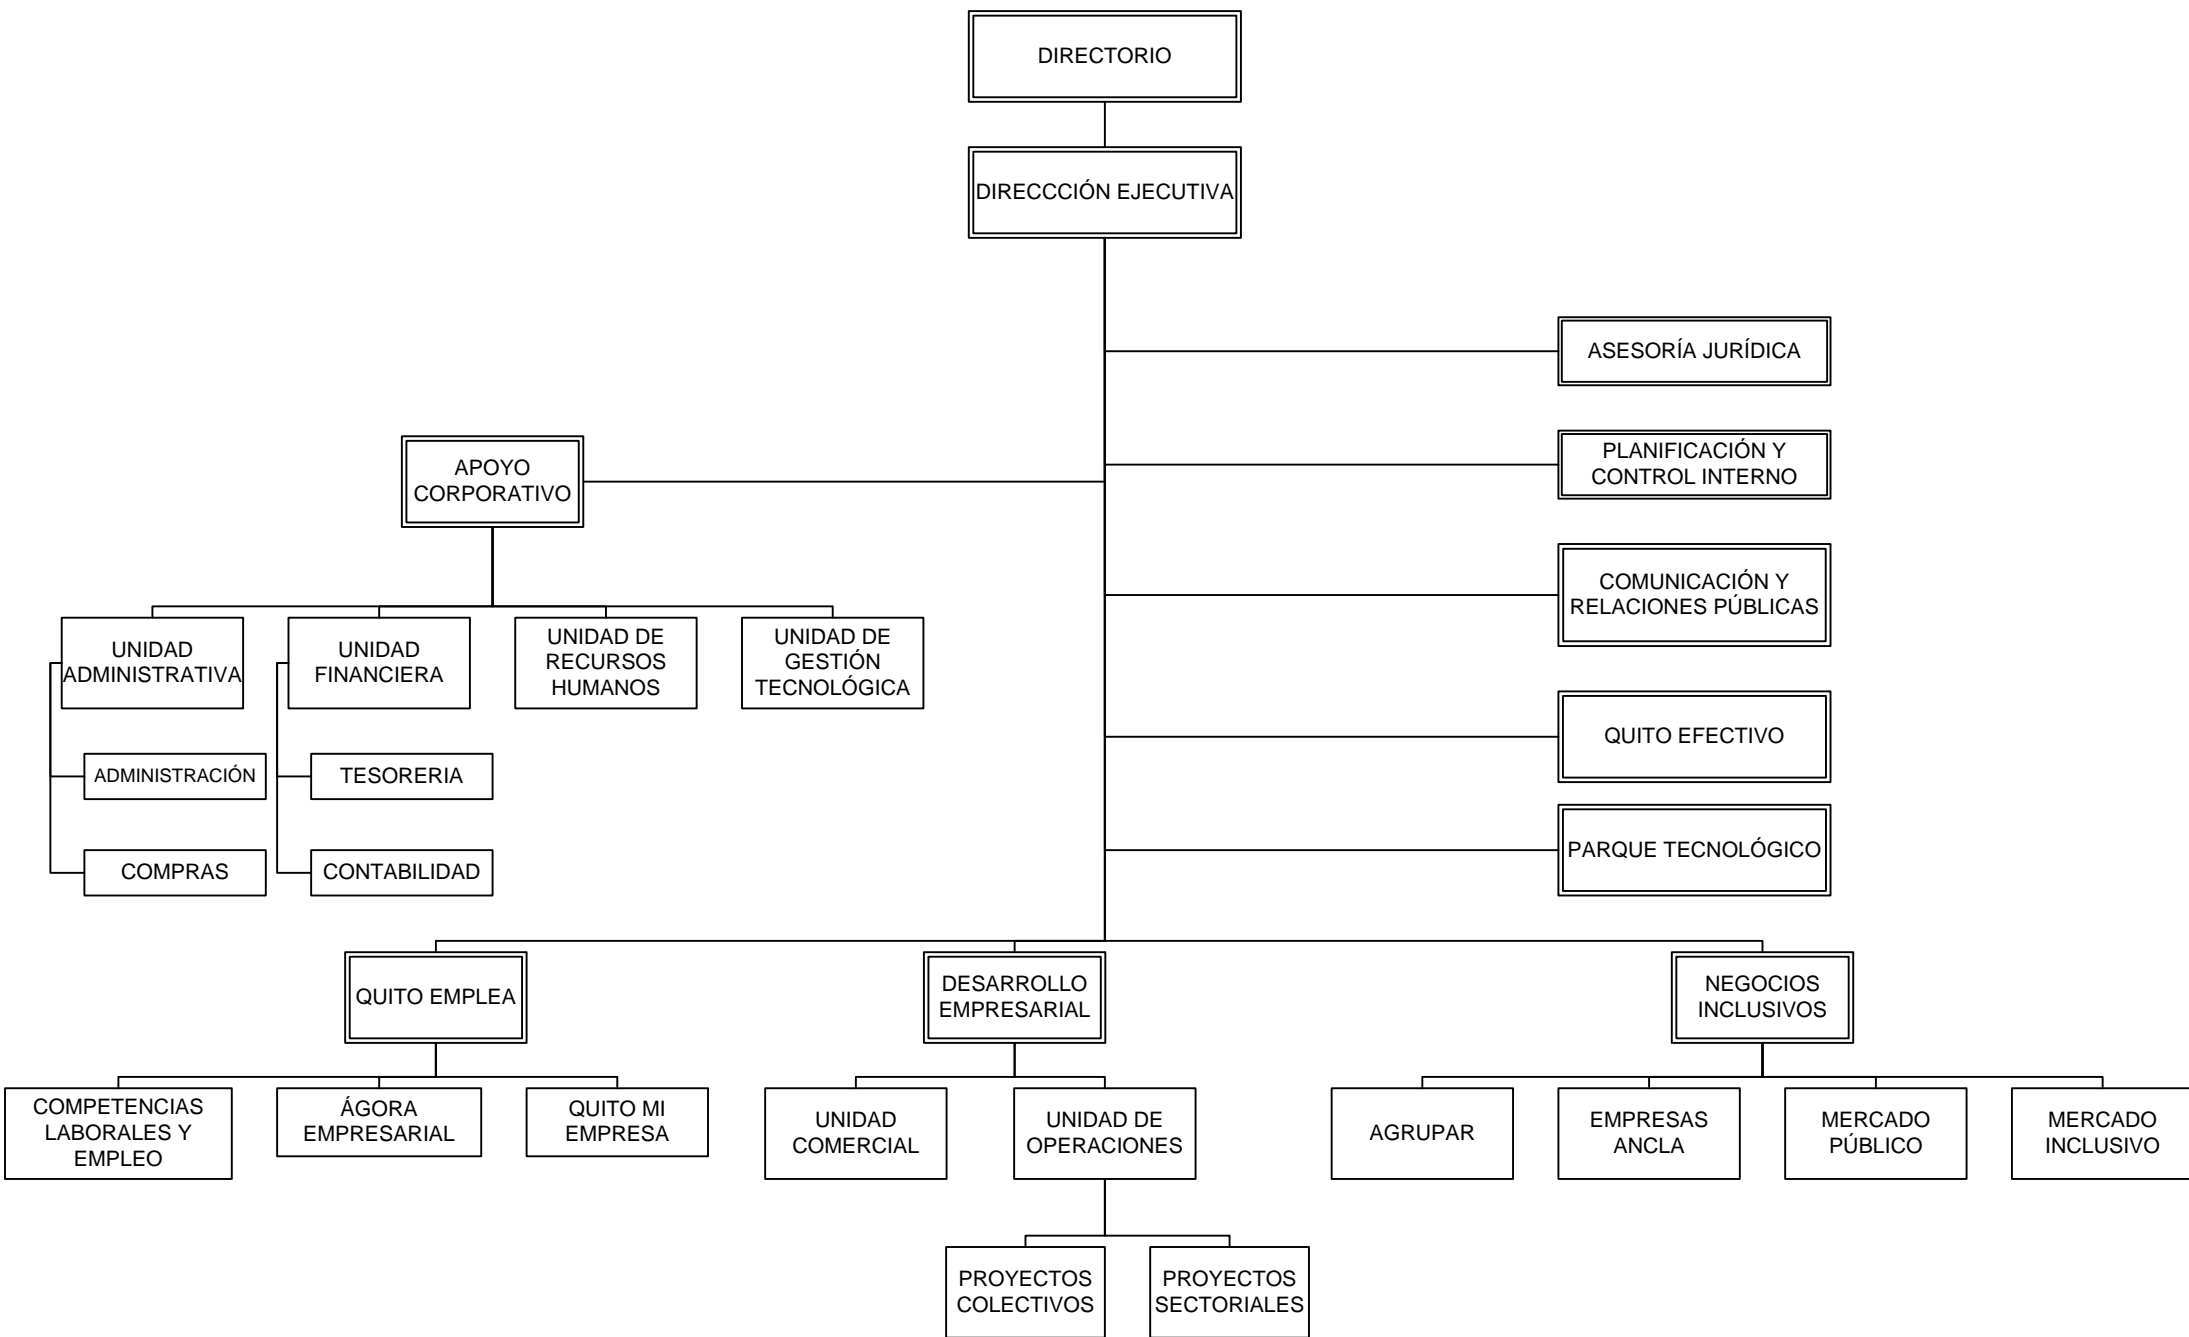 DIRECTORIO
DIRECCCIÓN EJECUTIVA
ASESORÍA JURÍDICA
PLANIFICACIÓN Y
CONTROL INTERNO
APOYO
CORPORATIVO
COMUNICACIÓN Y
RELACIONES PÚBLICAS
UNIDAD
ADMINISTRATIVA
UNIDAD
FINANCIERA
UNIDAD DE
RECURSOS
HUMANOS
UNIDAD DE
GESTIÓN
TECNOLÓGICA
QUITO EFECTIVO
ADMINISTRACIÓN
TESORERIA
PARQUE TECNOLÓGICO
COMPRAS
CONTABILIDAD
QUITO EMPLEA
DESARROLLO
EMPRESARIAL
NEGOCIOS
INCLUSIVOS
COMPETENCIAS
LABORALES Y
EMPLEO
ÁGORA
EMPRESARIAL
QUITO MI
EMPRESA
UNIDAD
COMERCIAL
UNIDAD DE
OPERACIONES
AGRUPAR
EMPRESAS
ANCLA
MERCADO
PÚBLICO
MERCADO
INCLUSIVO
PROYECTOS
COLECTIVOS
PROYECTOS
SECTORIALES